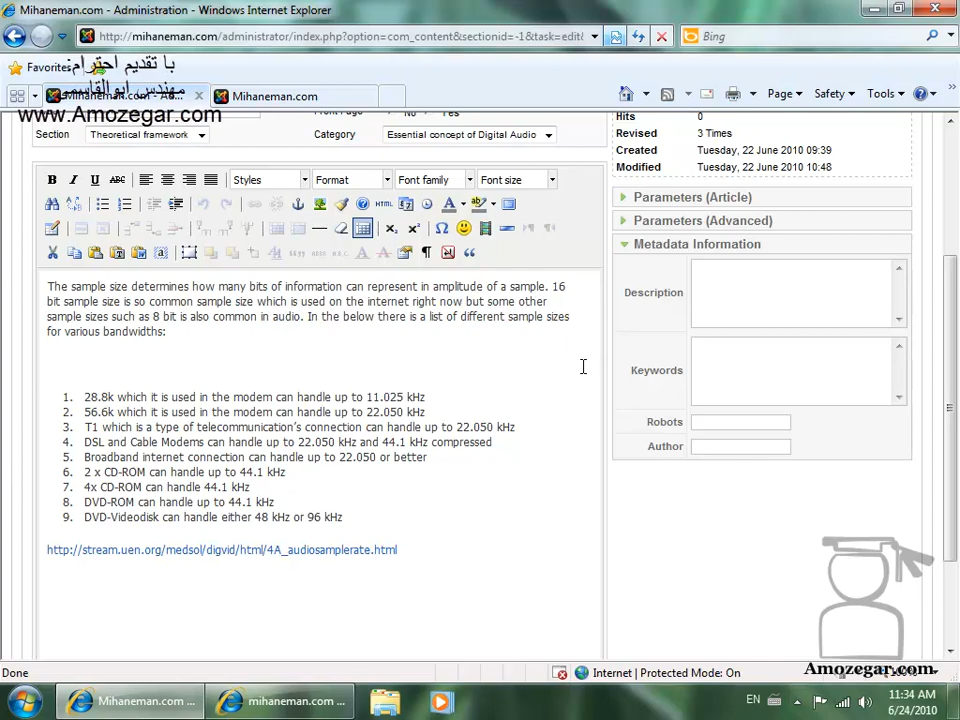 Mihaneman.com - Administration - Windows Internet Explorer
http://mihaneman.com/administrator/index.php?option=com_content&sectionid=-1&task=edit&
Bing
Favorites
با تقدیم احترام:
مهندس ابوالقاسمی
www.Amozegar.com
Mihaneman.com
Page
Safety
Tools
Section
Theoretical framework
Category
Essential concept of Digital Audio
No
Yes
Hits
0
Revised
3 Times
Created
Tuesday, 22 June 2010 09:39
Modified
Tuesday, 22 June 2010 10:48
B I U ABC
Styles
Format
Font family
Font size
HTML
Parameters (Article)
Parameters (Advanced)
Metadata Information
Description
Keywords
Robots
Author
The sample size determines how many bits of information can represent in amplitude of a sample. 16
bit sample size is so common sample size which is used on the internet right now but some other
sample sizes such as 8 bit is also common in audio. In the below there is a list of different sample sizes
for various bandwidths:
1. 28.8k which it is used in the modem can handle up to 11.025 kHz
2. 56.6k which it is used in the modem can handle up to 22.050 kHz
3. T1 which is a type of telecommunication's connection can handle up to 22.050 kHz
4. DSL and Cable Modems can handle up to 22.050 kHz and 44.1 kHz compressed
5. Broadband internet connection can handle up to 22.050 or better
6. 2 x CD-ROM can handle up to 44.1 kHz
7. 4x CD-ROM can handle 44.1 kHz
8. DVD-ROM can handle up to 44.1 kHz
9. DVD-Videodisk can handle either 48 kHz or 96 kHz
http://stream.uen.org/medsol/digvid/html/4A_audiosamplerate.html
Amozegar.com
Done
Internet | Protected Mode: On
Mihaneman.com ...
mihaneman.com ...
EN
11:34 AM
6/24/2010